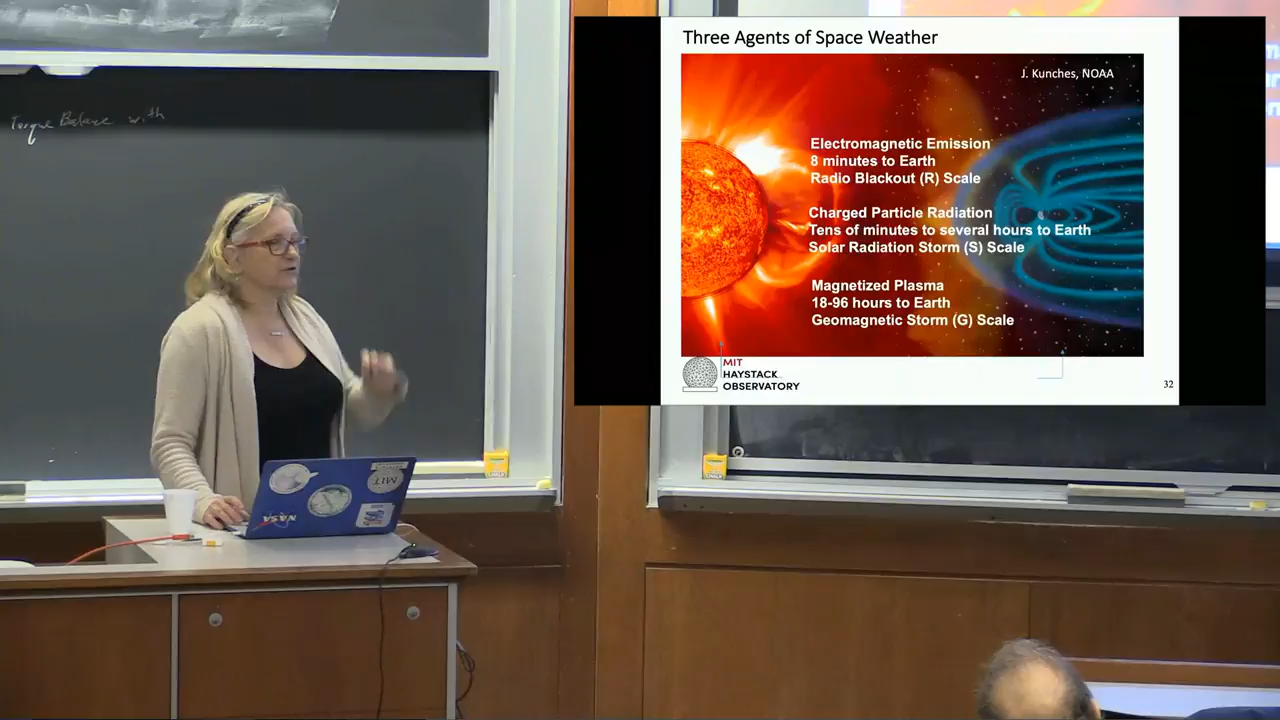 Torque Balance with
Three Agents of Space Weather
J. Kunches, NOAA
Electromagnetic Emission
8 minutes to Earth
Radio Blackout (R) Scale
Charged Particle Radiation
Tens of minutes to several hours to Earth
Solar Radiation Storm (S) Scale
Magnetized Plasma
18-96 hours to Earth
Geomagnetic Storm (G) Scale
MIT
HAYSTACK
OBSERVATORY
32
MIT
NASA